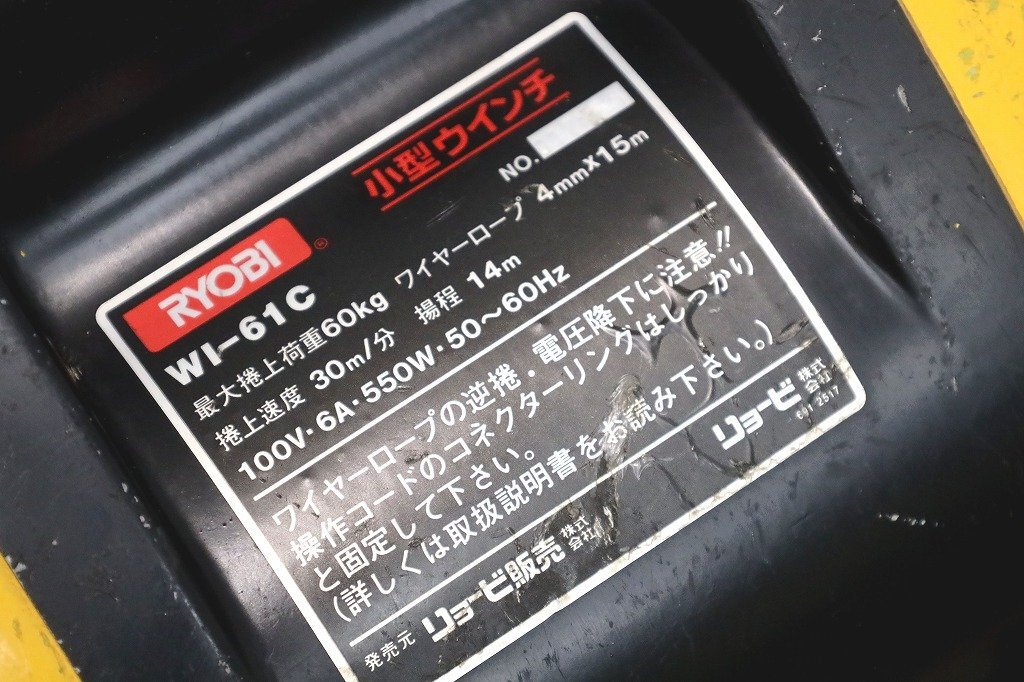 RYOBI®
小型ウインチ
WI-61C
NO.
最大捲上荷重60kg ワイヤーロープ 4mm×15m
捲上速度 30m/分 揚程 14m
100V・6A・550W・50〜60Hz
ワイヤーロープの逆捲・電圧降下に注意!!
操作コードのコネクターリングはしっかり
と固定して下さい。
(詳しくは取扱説明書をお読み下さい。)
リョービ株式会社
発売元 リョービ販売株式会社